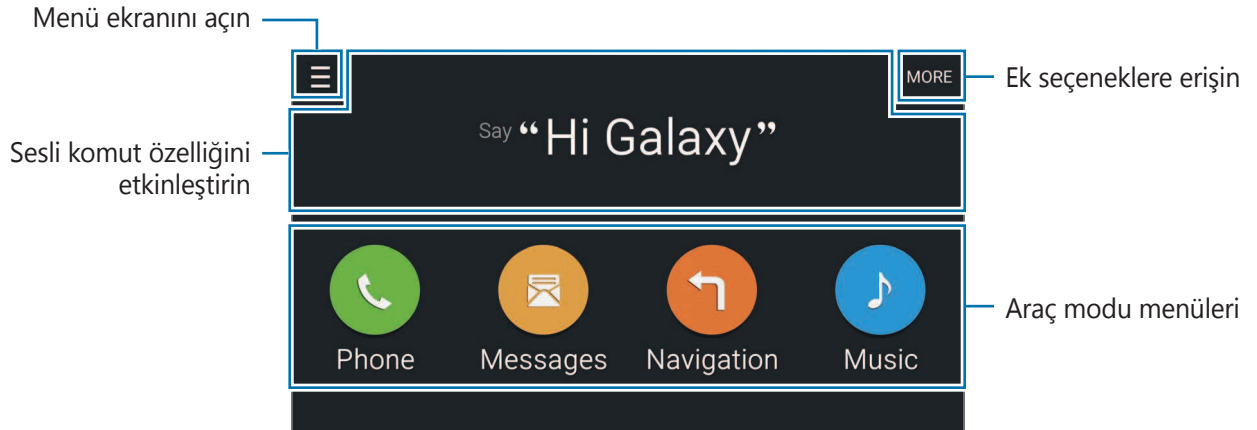 Menü ekranını açın
MORE
Ek seçeneklere erişin
Say “Hi Galaxy”
Sesli komut özelliğini
etkinleştirin
Phone
Messages
Navigation
Music
Araç modu menüleri